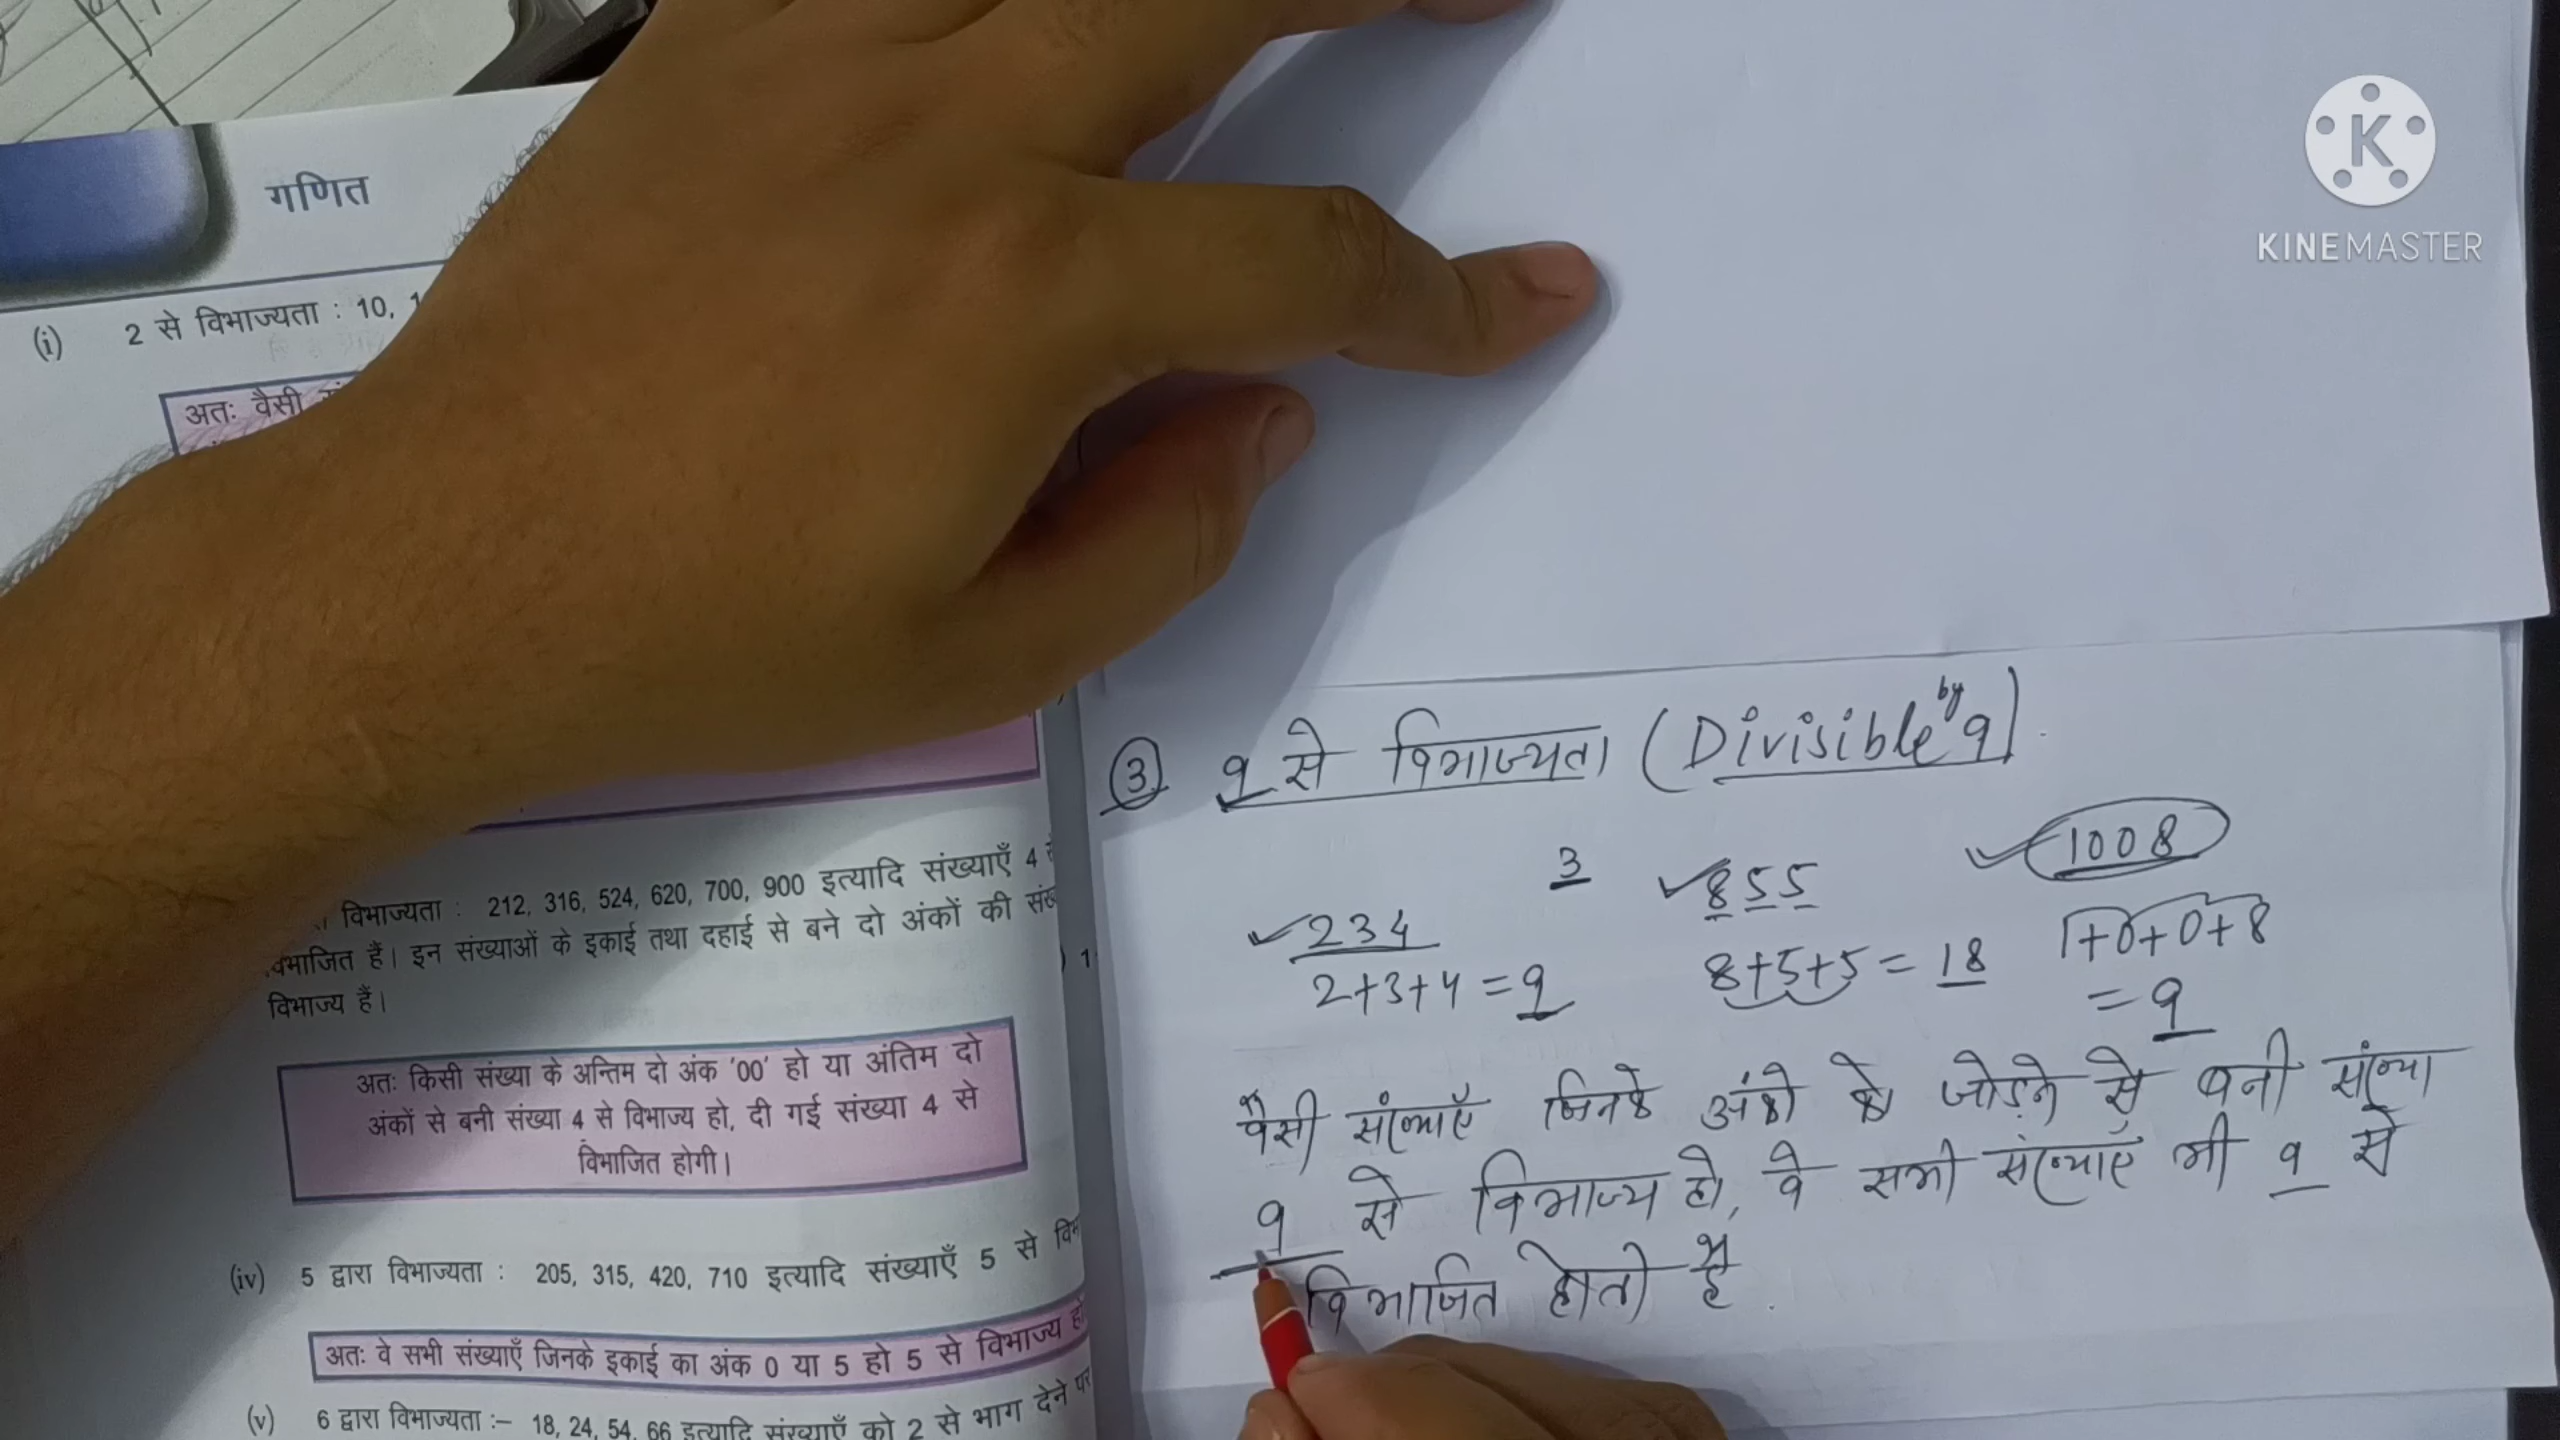 गणित
(i) 2 से विभाज्यता : 10,
अतः वैसी
विभाज्यता : 212, 316, 524, 620, 700, 900 इत्यादि संख्याएँ 4
विभाजित हैं। इन संख्याओं के इकाई तथा दहाई से बने दो अंकों की
विभाज्य हैं।
अतः किसी संख्या के अन्तिम दो अंक '00' हो या अंतिम दो
अंकों से बनी संख्या 4 से विभाज्य हो, दी गई संख्या 4 से
विभाजित होगी।
(iv) 5 द्वारा विभाज्यता : 205, 315, 420, 710 इत्यादि संख्याएँ 5 से
अतः वे सभी संख्याएँ जिनके इकाई का अंक 0 या 5 हो 5 से विभाज्य
(v) 6 द्वारा विभाज्यता :– 18, 24, 54, 66 इत्यादि संख्याएँ को 2 से भाग देने पर
KINEMASTER
③ 9 से विभाज्यता (Divisible by 9)
3 855 1008
234
2+3+4 = 9 8+5+5 = 18 1+0+0+8
= 9
वैसी संख्याएँ जिनके अंको को जोड़ने से बनी संख्या
9 से विभाज्य हो, वे सभी संख्याएँ भी 9 से
विभाजित होती है